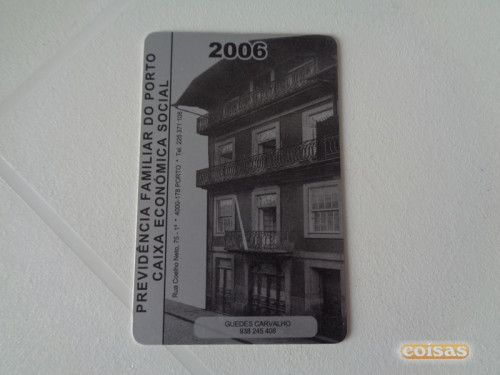 2006
PREVIDÊNCIA FAMILIAR DO PORTO
CAIXA ECONÓMICA SOCIAL
Rua Coelho Neto, 75 - 1º * 4000-178 PORTO * Tel. 225 371 108
GUEDES CARVALHO
938 245 408
coisas